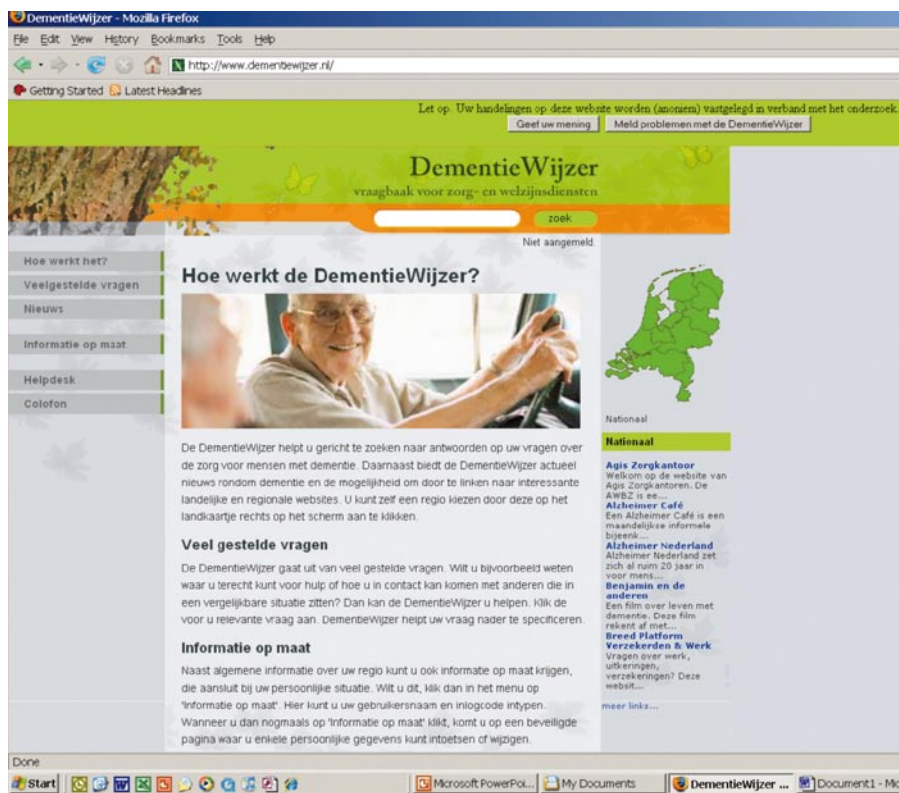 DementieWijzer - Mozilla Firefox
File Edit View History Bookmarks Tools Help
http://www.dementiewijzer.nl/
Getting Started Latest Headlines
Let op. Uw handelingen op deze website worden (anoniem) vastgelegd in verband met het onderzoek.
Geef uw mening Meld problemen met de DementieWijzer
DementieWijzer
vraagbaak voor zorg- en welzijnsdiensten
zoek
Niet aangemeld.
Hoe werkt het?
Veelgestelde vragen
Nieuws
Informatie op maat
Helpdesk
Colofon
Hoe werkt de DementieWijzer?
De DementieWijzer helpt u gericht te zoeken naar antwoorden op uw vragen over
de zorg voor mensen met dementie. Daarnaast biedt de DementieWijzer actueel
nieuws rondom dementie en de mogelijkheid om door te linken naar interessante
landelijke en regionale websites. U kunt zelf een regio kiezen door deze op het
landkaartje rechts op het scherm aan te klikken.
Veel gestelde vragen
De DementieWijzer gaat uit van veel gestelde vragen. Wilt u bijvoorbeeld weten
waar u terecht kunt voor hulp of hoe u in contact kan komen met anderen die in
een vergelijkbare situatie zitten? Dan kan de DementieWijzer u helpen. Klik de
voor u relevante vraag aan. DementieWijzer helpt uw vraag nader te specificeren.
Informatie op maat
Naast algemene informatie over uw regio kunt u ook informatie op maat krijgen,
die aansluit bij uw persoonlijke situatie. Wilt u dit, klik dan in het menu op
'Informatie op maat'. Hier kunt u uw gebruikersnaam en inlogcode intypen.
Wanneer u dan nogmaals op 'Informatie op maat' klikt, komt u op een beveiligde
pagina waar u enkele persoonlijke gegevens kunt intoetsen of wijzigen.
Nationaal
Nationaal
Agis Zorgkantoor
Welkom op de website van
Agis Zorgkantoren. De
AWBZ is ee...
Alzheimer Café
Een Alzheimer Café is een
maandelijkse informele
bijeenk...
Alzheimer Nederland
Alzheimer Nederland zet
zich al ruim 20 jaar in
voor mens...
Benjamin en de
anderen
Een film over leven met
dementie. Deze film
rekent af met...
Breed Platform
Verzekerden & Werk
Vragen over werk,
uitkeringen,
verzekeringen? Deze
websit...
meer links...
Done
Start Microsoft PowerPoi... My Documents DementieWijzer ... Document1 - Mic